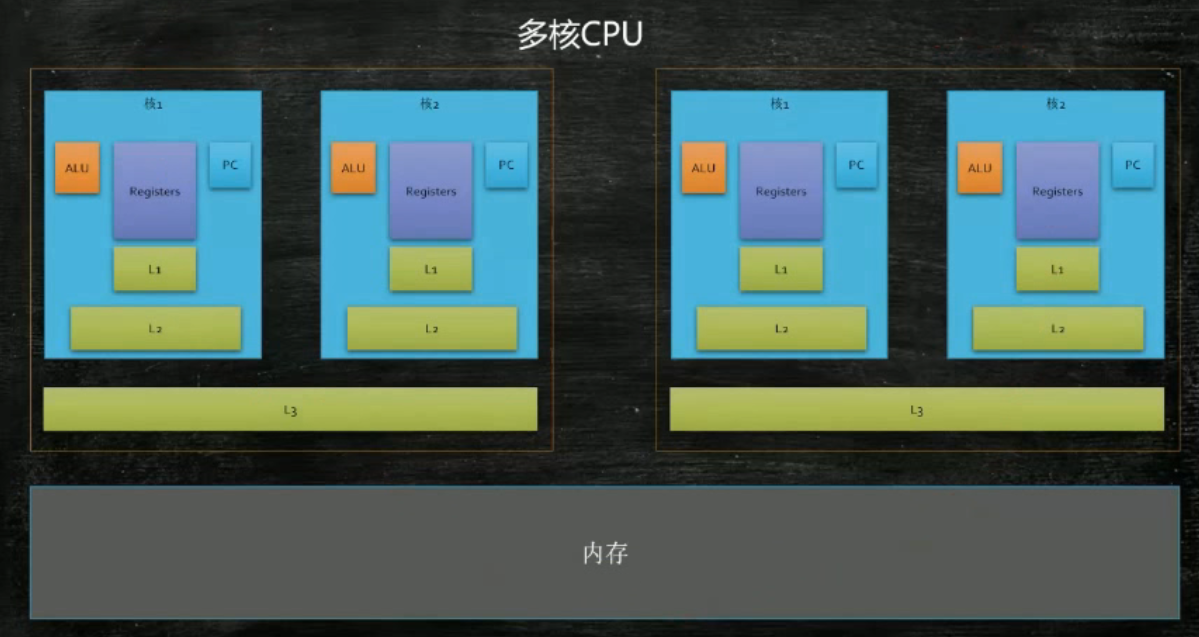 多核CPU
核1
ALU
Registers
PC
L1
L2
核2
ALU
Registers
PC
L1
L2
L3
核1
ALU
Registers
PC
L1
L2
核2
ALU
Registers
PC
L1
L2
L3
内存